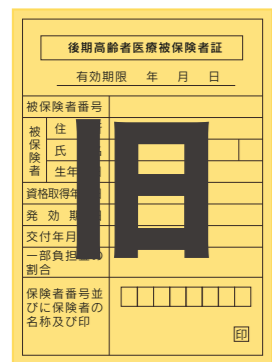 後期高齢者医療被保険者証
有効期限 年 月 日
被保険者番号
被保険者
住
氏
生年
旧
資格取得年
発 効 期
交付年月
一部負担
割合
保険者番号並
びに保険者の
名称及び印
印